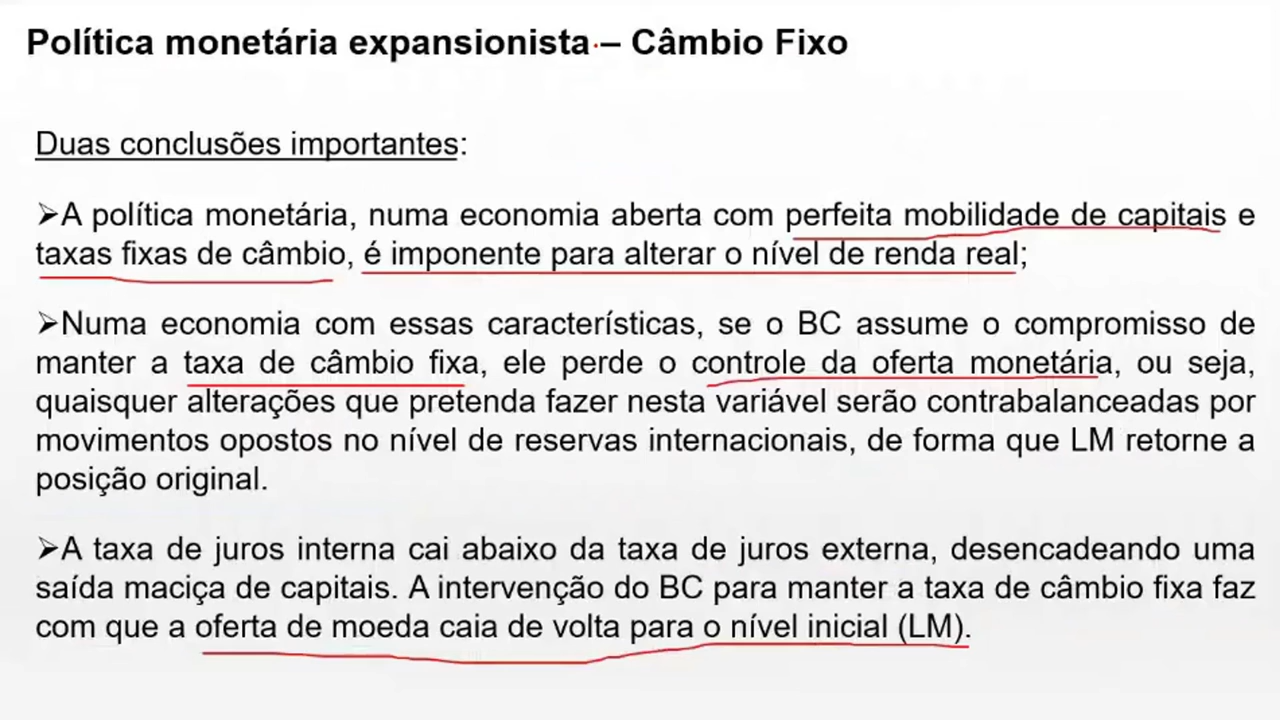 Política monetária expansionista – Câmbio Fixo
Duas conclusões importantes:
➢A política monetária, numa economia aberta com perfeita mobilidade de capitais e
taxas fixas de câmbio, é imponente para alterar o nível de renda real;
➢Numa economia com essas características, se o BC assume o compromisso de
manter a taxa de câmbio fixa, ele perde o controle da oferta monetária, ou seja,
quaisquer alterações que pretenda fazer nesta variável serão contrabalanceadas por
movimentos opostos no nível de reservas internacionais, de forma que LM retorne a
posição original.
➢A taxa de juros interna cai abaixo da taxa de juros externa, desencadeando uma
saída maciça de capitais. A intervenção do BC para manter a taxa de câmbio fixa faz
com que a oferta de moeda caia de volta para o nível inicial (LM).